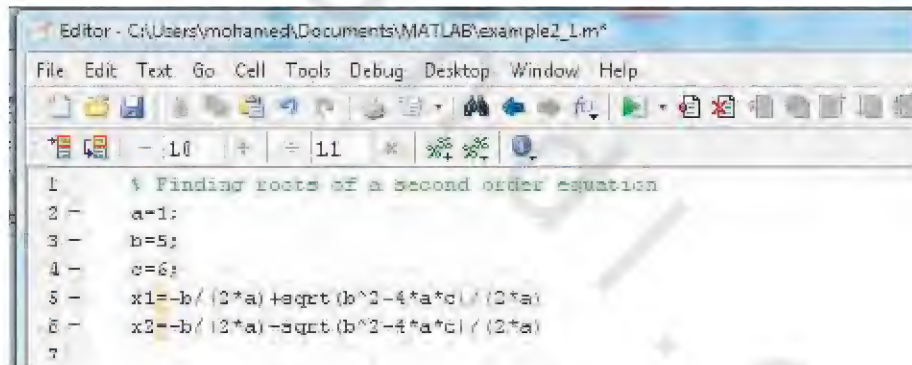 Editor - C:\Users\mohamed\Documents\MATLAB\example2_1.m*
File Edit Text Go Cell Tools Debug Desktop Window Help
- 1.0 + ÷ 1.1 ×
1 % Finding roots of a second order equation
2 - a=1;
3 - b=5;
4 - c=6;
5 - x1=-b/(2*a)+sqrt(b^2-4*a*c)/(2*a)
6 - x2=-b/(2*a)-sqrt(b^2-4*a*c)/(2*a)
7